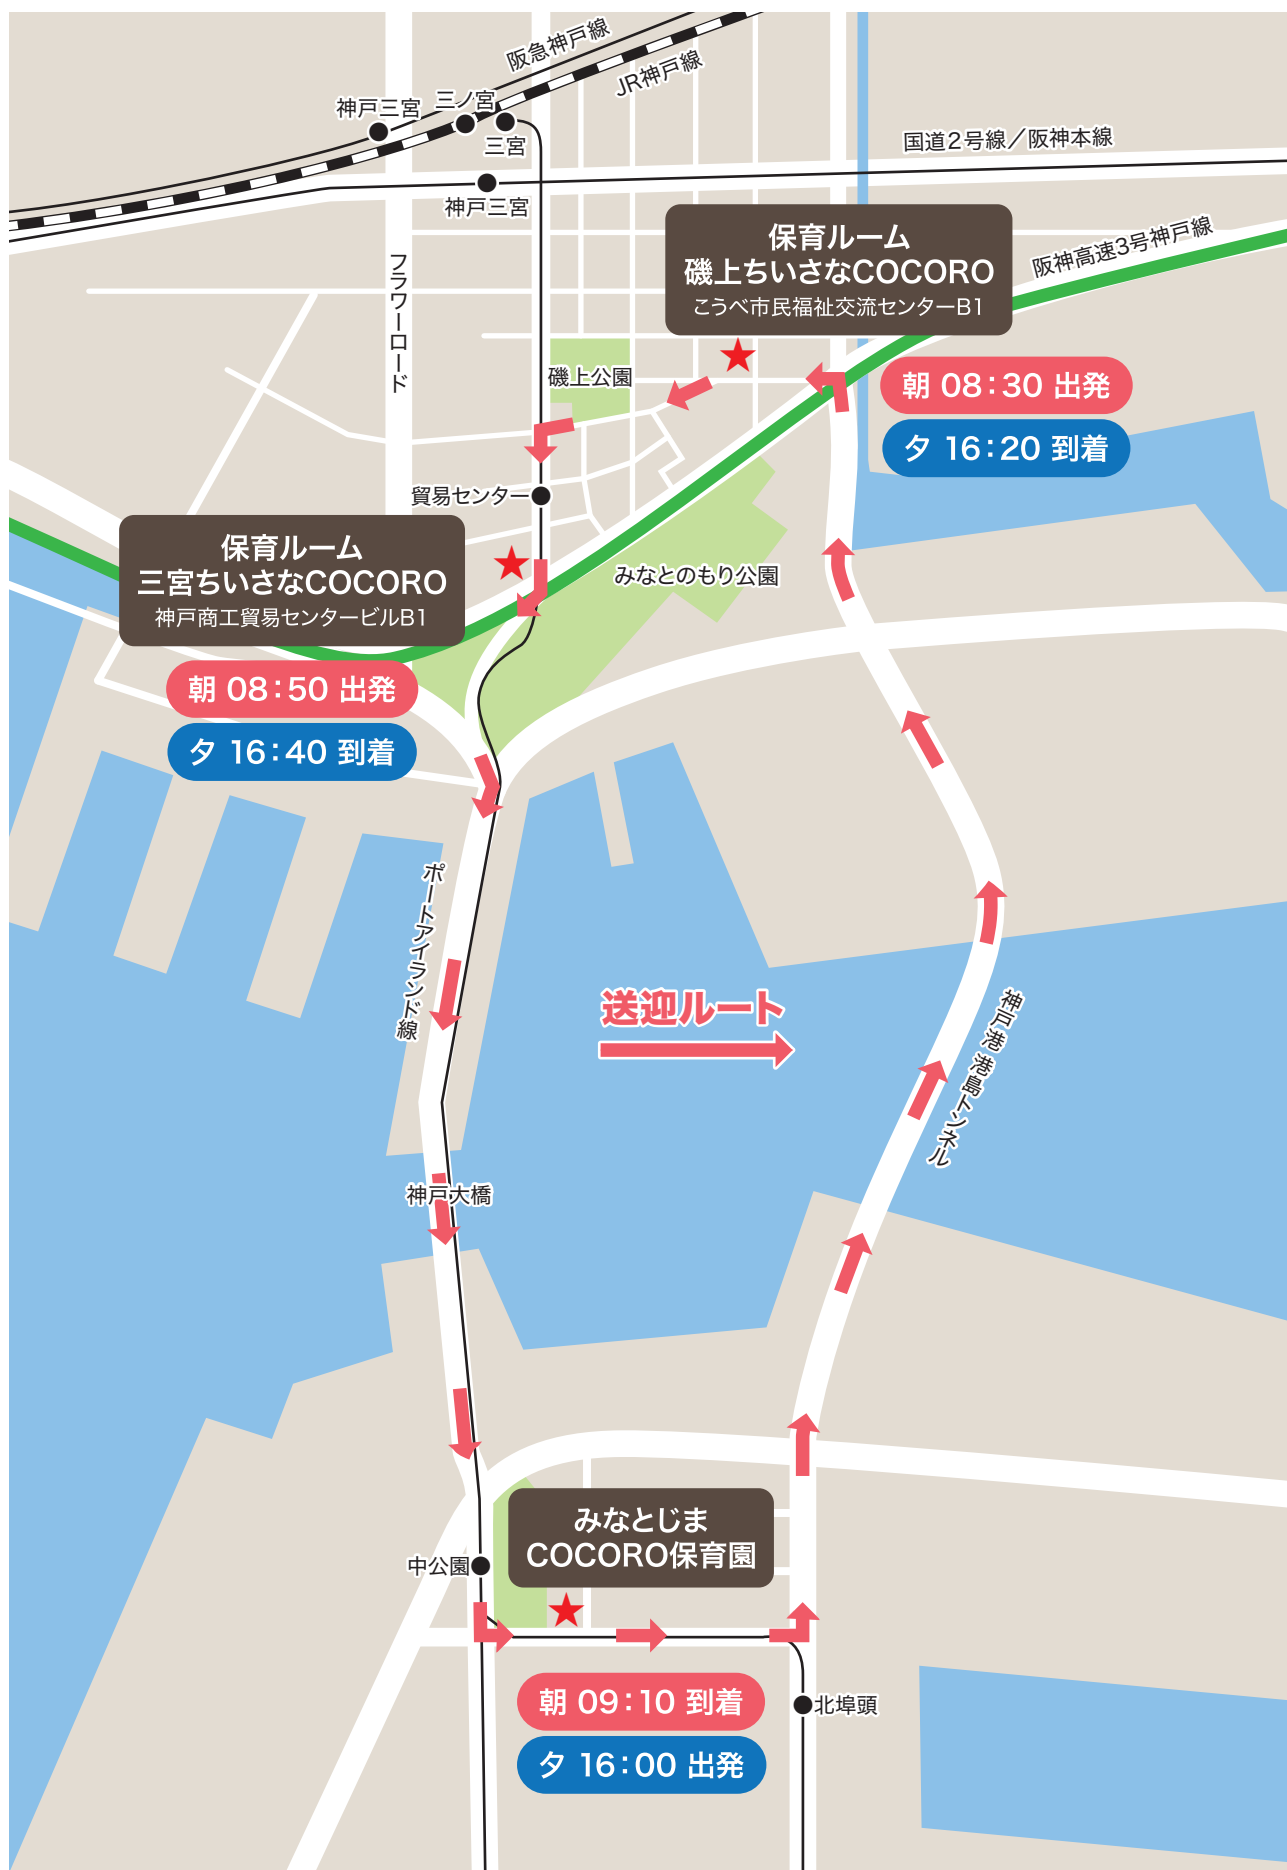 阪急神戸線
JR神戸線
神戸三宮
三ノ宮
三宮
国道2号線／阪神本線
神戸三宮
保育ルーム
磯上ちいさなCOCORO
こうべ市民福祉交流センターB1
阪神高速3号神戸線
フラワーロード
磯上公園
朝 08：30 出発
夕 16：20 到着
貿易センター
保育ルーム
三宮ちいさなCOCORO
神戸商工貿易センタービルB1
みなとのもり公園
朝 08：50 出発
夕 16：40 到着
ポートアイランド線
送迎ルート
神戸港 港島トンネル
神戸大橋
みなとじま
COCORO保育園
中公園
朝 09：10 到着
北埠頭
夕 16：00 出発